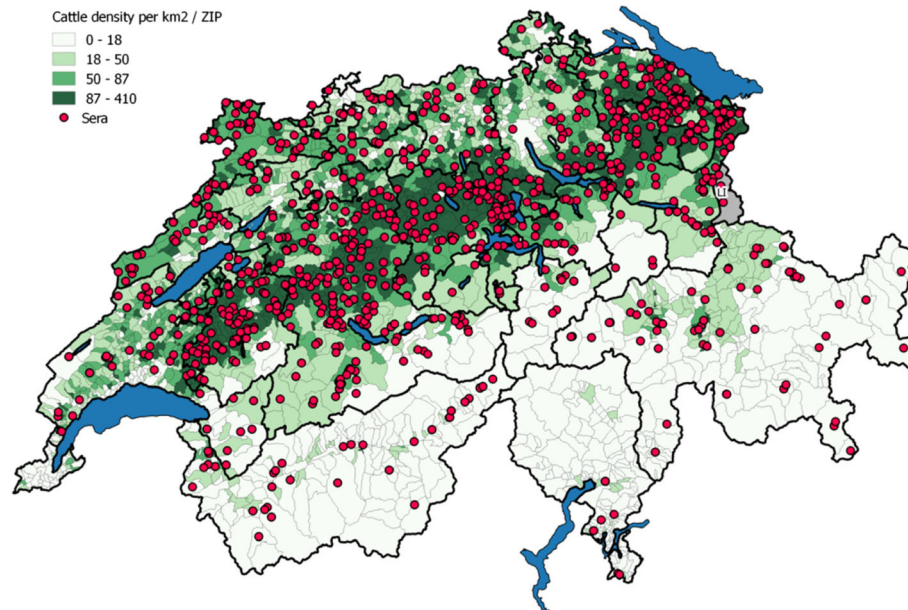 Cattle density per km2 / ZIP
0 - 18
18 - 50
50 - 87
87 - 410
Sera
LI